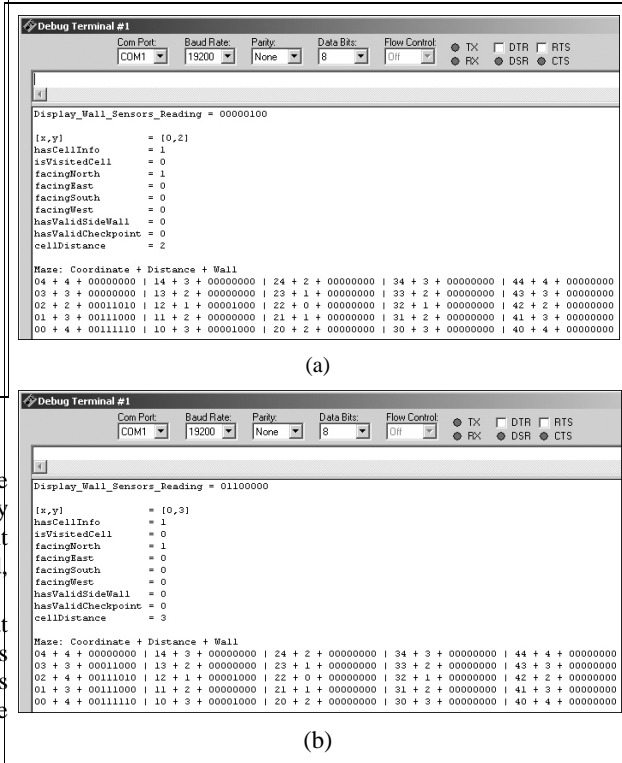 Debug Terminal #1
Com Port: Baud Rate: Parity: Data Bits: Flow Control:
COM1 19200 None 8 Off TX DTR RTS
RX DSR CTS
Display_Wall_Sensors_Reading = 00000100
[x,y] = [0,2]
hasCellInfo = 1
isVisitedCell = 0
facingNorth = 1
facingEast = 0
facingSouth = 0
facingWest = 0
hasValidSideWall = 0
hasValidCheckpoint = 0
cellDistance = 2
Maze: Coordinate + Distance + Wall
04 + 4 + 00000000 | 14 + 3 + 00000000 | 24 + 2 + 00000000 | 34 + 3 + 00000000 | 44 + 4 + 00000000
03 + 3 + 00000000 | 13 + 2 + 00000000 | 23 + 1 + 00000000 | 33 + 2 + 00000000 | 43 + 3 + 00000000
02 + 2 + 00011010 | 12 + 1 + 00001000 | 22 + 0 + 00000000 | 32 + 1 + 00000000 | 42 + 2 + 00000000
01 + 3 + 00111000 | 11 + 2 + 00000000 | 21 + 1 + 00000000 | 31 + 2 + 00000000 | 41 + 3 + 00000000
00 + 4 + 00111110 | 10 + 3 + 00001000 | 20 + 2 + 00000000 | 30 + 3 + 00000000 | 40 + 4 + 00000000
(a)
Debug Terminal #1
Com Port: Baud Rate: Parity: Data Bits: Flow Control:
COM1 19200 None 8 Off TX DTR RTS
RX DSR CTS
Display_Wall_Sensors_Reading = 01100000
[x,y] = [0,3]
hasCellInfo = 1
isVisitedCell = 0
facingNorth = 1
facingEast = 0
facingSouth = 0
facingWest = 0
hasValidSideWall = 0
hasValidCheckpoint = 0
cellDistance = 3
Maze: Coordinate + Distance + Wall
04 + 4 + 00000000 | 14 + 3 + 00000000 | 24 + 2 + 00000000 | 34 + 3 + 00000000 | 44 + 4 + 00000000
03 + 3 + 00011000 | 13 + 2 + 00000000 | 23 + 1 + 00000000 | 33 + 2 + 00000000 | 43 + 3 + 00000000
02 + 4 + 00111010 | 12 + 1 + 00001000 | 22 + 0 + 00000000 | 32 + 1 + 00000000 | 42 + 2 + 00000000
01 + 3 + 00111000 | 11 + 2 + 00000000 | 21 + 1 + 00000000 | 31 + 2 + 00000000 | 41 + 3 + 00000000
00 + 4 + 00111110 | 10 + 3 + 00001000 | 20 + 2 + 00000000 | 30 + 3 + 00000000 | 40 + 4 + 00000000
(b)